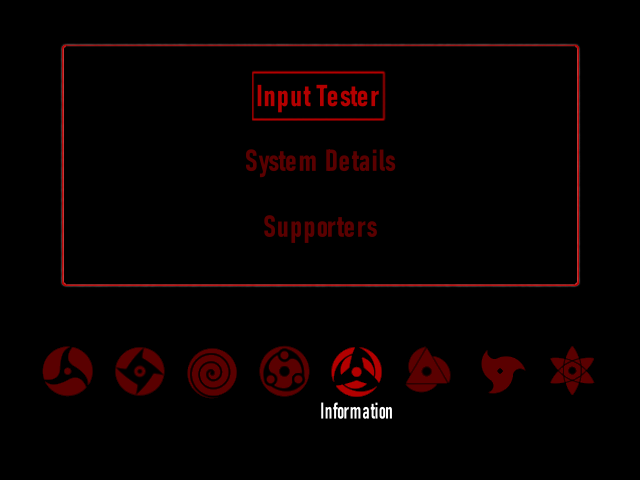 Input Tester
System Details
Supporters
Information